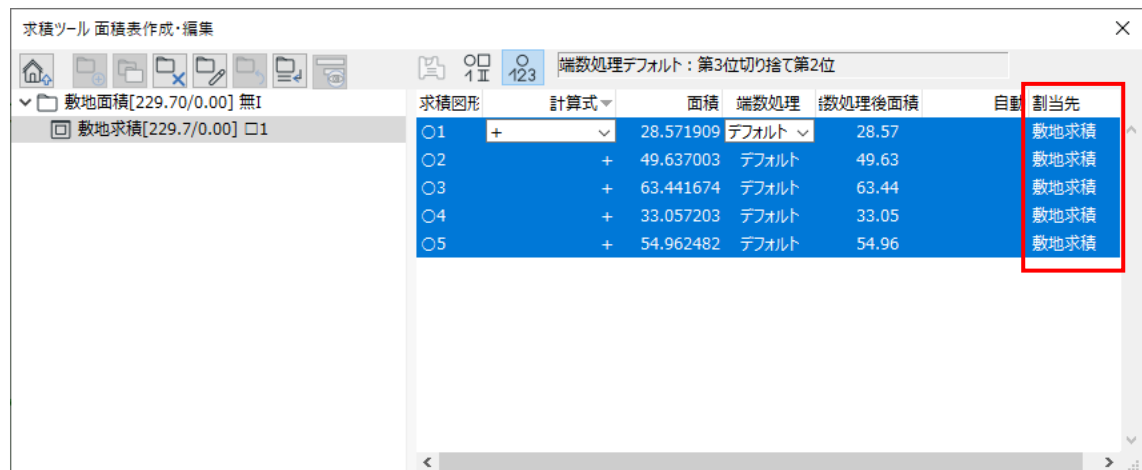 求積ツール 面積表作成・編集
端数処理デフォルト：第3位切り捨て第2位
敷地面積[229.70/0.00] 無I
敷地求積[229.7/0.00] □1
求積図形 計算式 面積 端数処理 数処理後面積 自動 割当先
○1 + 28.571909 デフォルト 28.57 敷地求積
○2 + 49.637003 デフォルト 49.63 敷地求積
○3 + 63.441674 デフォルト 63.44 敷地求積
○4 + 33.057203 デフォルト 33.05 敷地求積
○5 + 54.962482 デフォルト 54.96 敷地求積